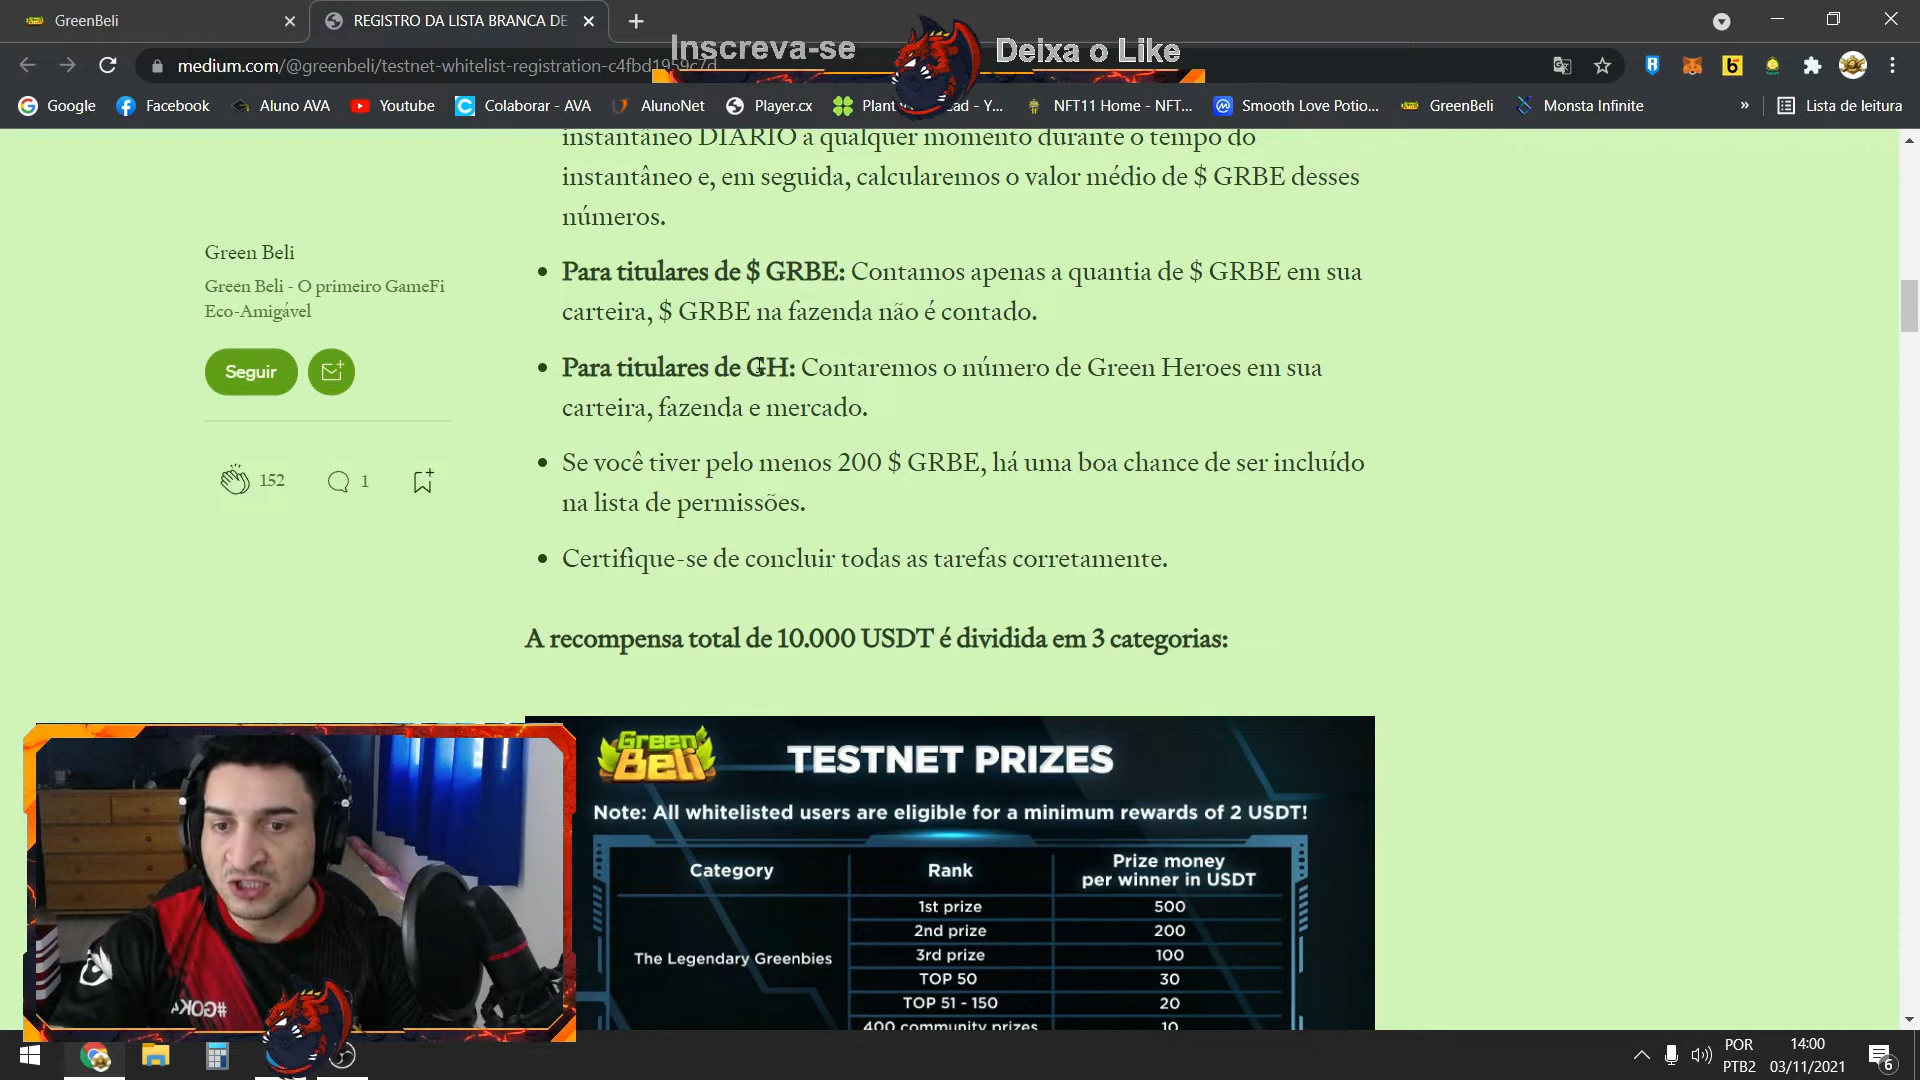 GreenBeli
REGISTRO DA LISTA BRANCA DE
Inscreva-se
Deixa o Like
medium.com/@greenbeli/testnet-whitelist-registration-c4fbd1959c7d
Google
Facebook
Aluno AVA
Youtube
Colaborar - AVA
AlunoNet
Player.cx
Plant
ad - Y...
NFT11 Home - NFT...
Smooth Love Potio...
GreenBeli
Monsta Infinite
»
Lista de leitura
instantâneo DIÁRIO a qualquer momento durante o tempo do
instantâneo e, em seguida, calcularemos o valor médio de $ GRBE desses
números.
Green Beli
Green Beli - O primeiro GameFi
Eco-Amigável
Seguir
152
1
• Para titulares de $ GRBE: Contamos apenas a quantia de $ GRBE em sua
carteira, $ GRBE na fazenda não é contado.
• Para titulares de GH: Contaremos o número de Green Heroes em sua
carteira, fazenda e mercado.
• Se você tiver pelo menos 200 $ GRBE, há uma boa chance de ser incluído
na lista de permissões.
• Certifique-se de concluir todas as tarefas corretamente.
A recompensa total de 10.000 USDT é dividida em 3 categorias:
Green Beli
TESTNET PRIZES
Note: All whitelisted users are eligible for a minimum rewards of 2 USDT!
Category Rank Prize money
per winner in USDT
The Legendary Greenbies
1st prize 500
2nd prize 200
3rd prize 100
TOP 50 30
TOP 51 - 150 20
400 community prizes 10
POR
PTB2
14:00
03/11/2021
6